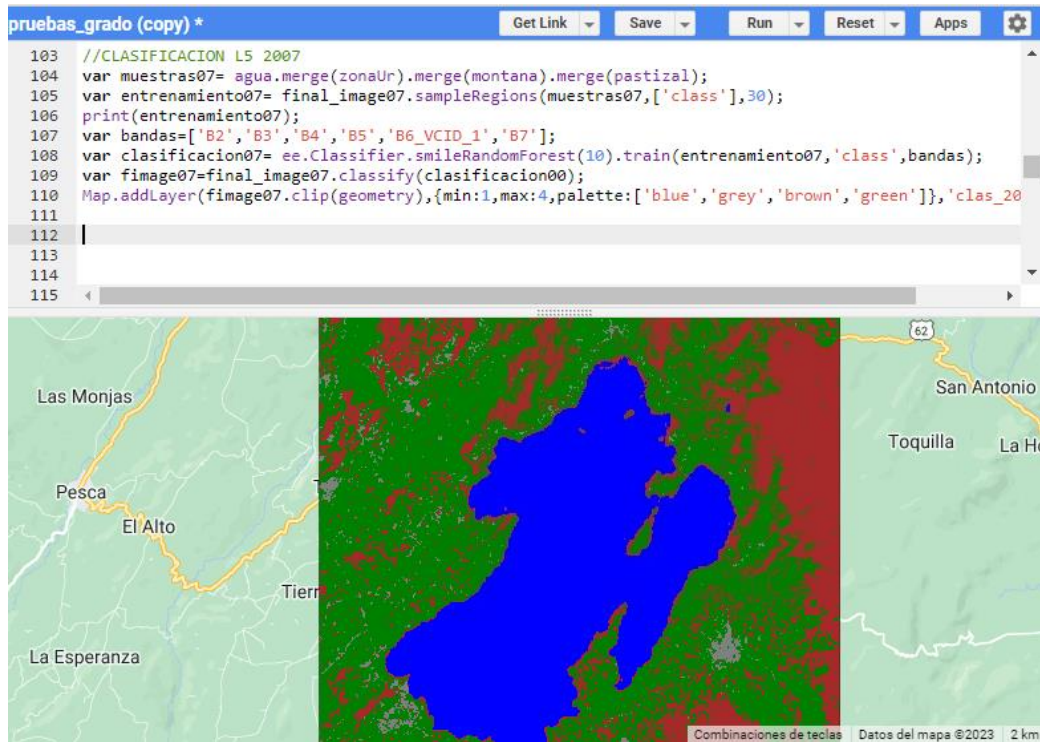 pruebas_grado (copy) *
Get Link
Save
Run
Reset
Apps
103 //CLASIFICACION L5 2007
104 var muestras07= agua.merge(zonaUr).merge(montana).merge(pastizal);
105 var entrenamiento07= final_image07.sampleRegions(muestras07,['class'],30);
106 print(entrenamiento07);
107 var bandas=['B2','B3','B4','B5','B6_VCID_1','B7'];
108 var clasificacion07= ee.Classifier.smileRandomForest(10).train(entrenamiento07,'class',bandas);
109 var fimage07=final_image07.classify(clasificacion00);
110 Map.addLayer(fimage07.clip(geometry),{min:1,max:4,palette:['blue','grey','brown','green']},'clas_20
111
112
113
114
115
62
Las Monjas
San Antonio
Toquilla
La H
Pesca
El Alto
Tierr
La Esperanza
Combinaciones de teclas
Datos del mapa ©2023
2 km